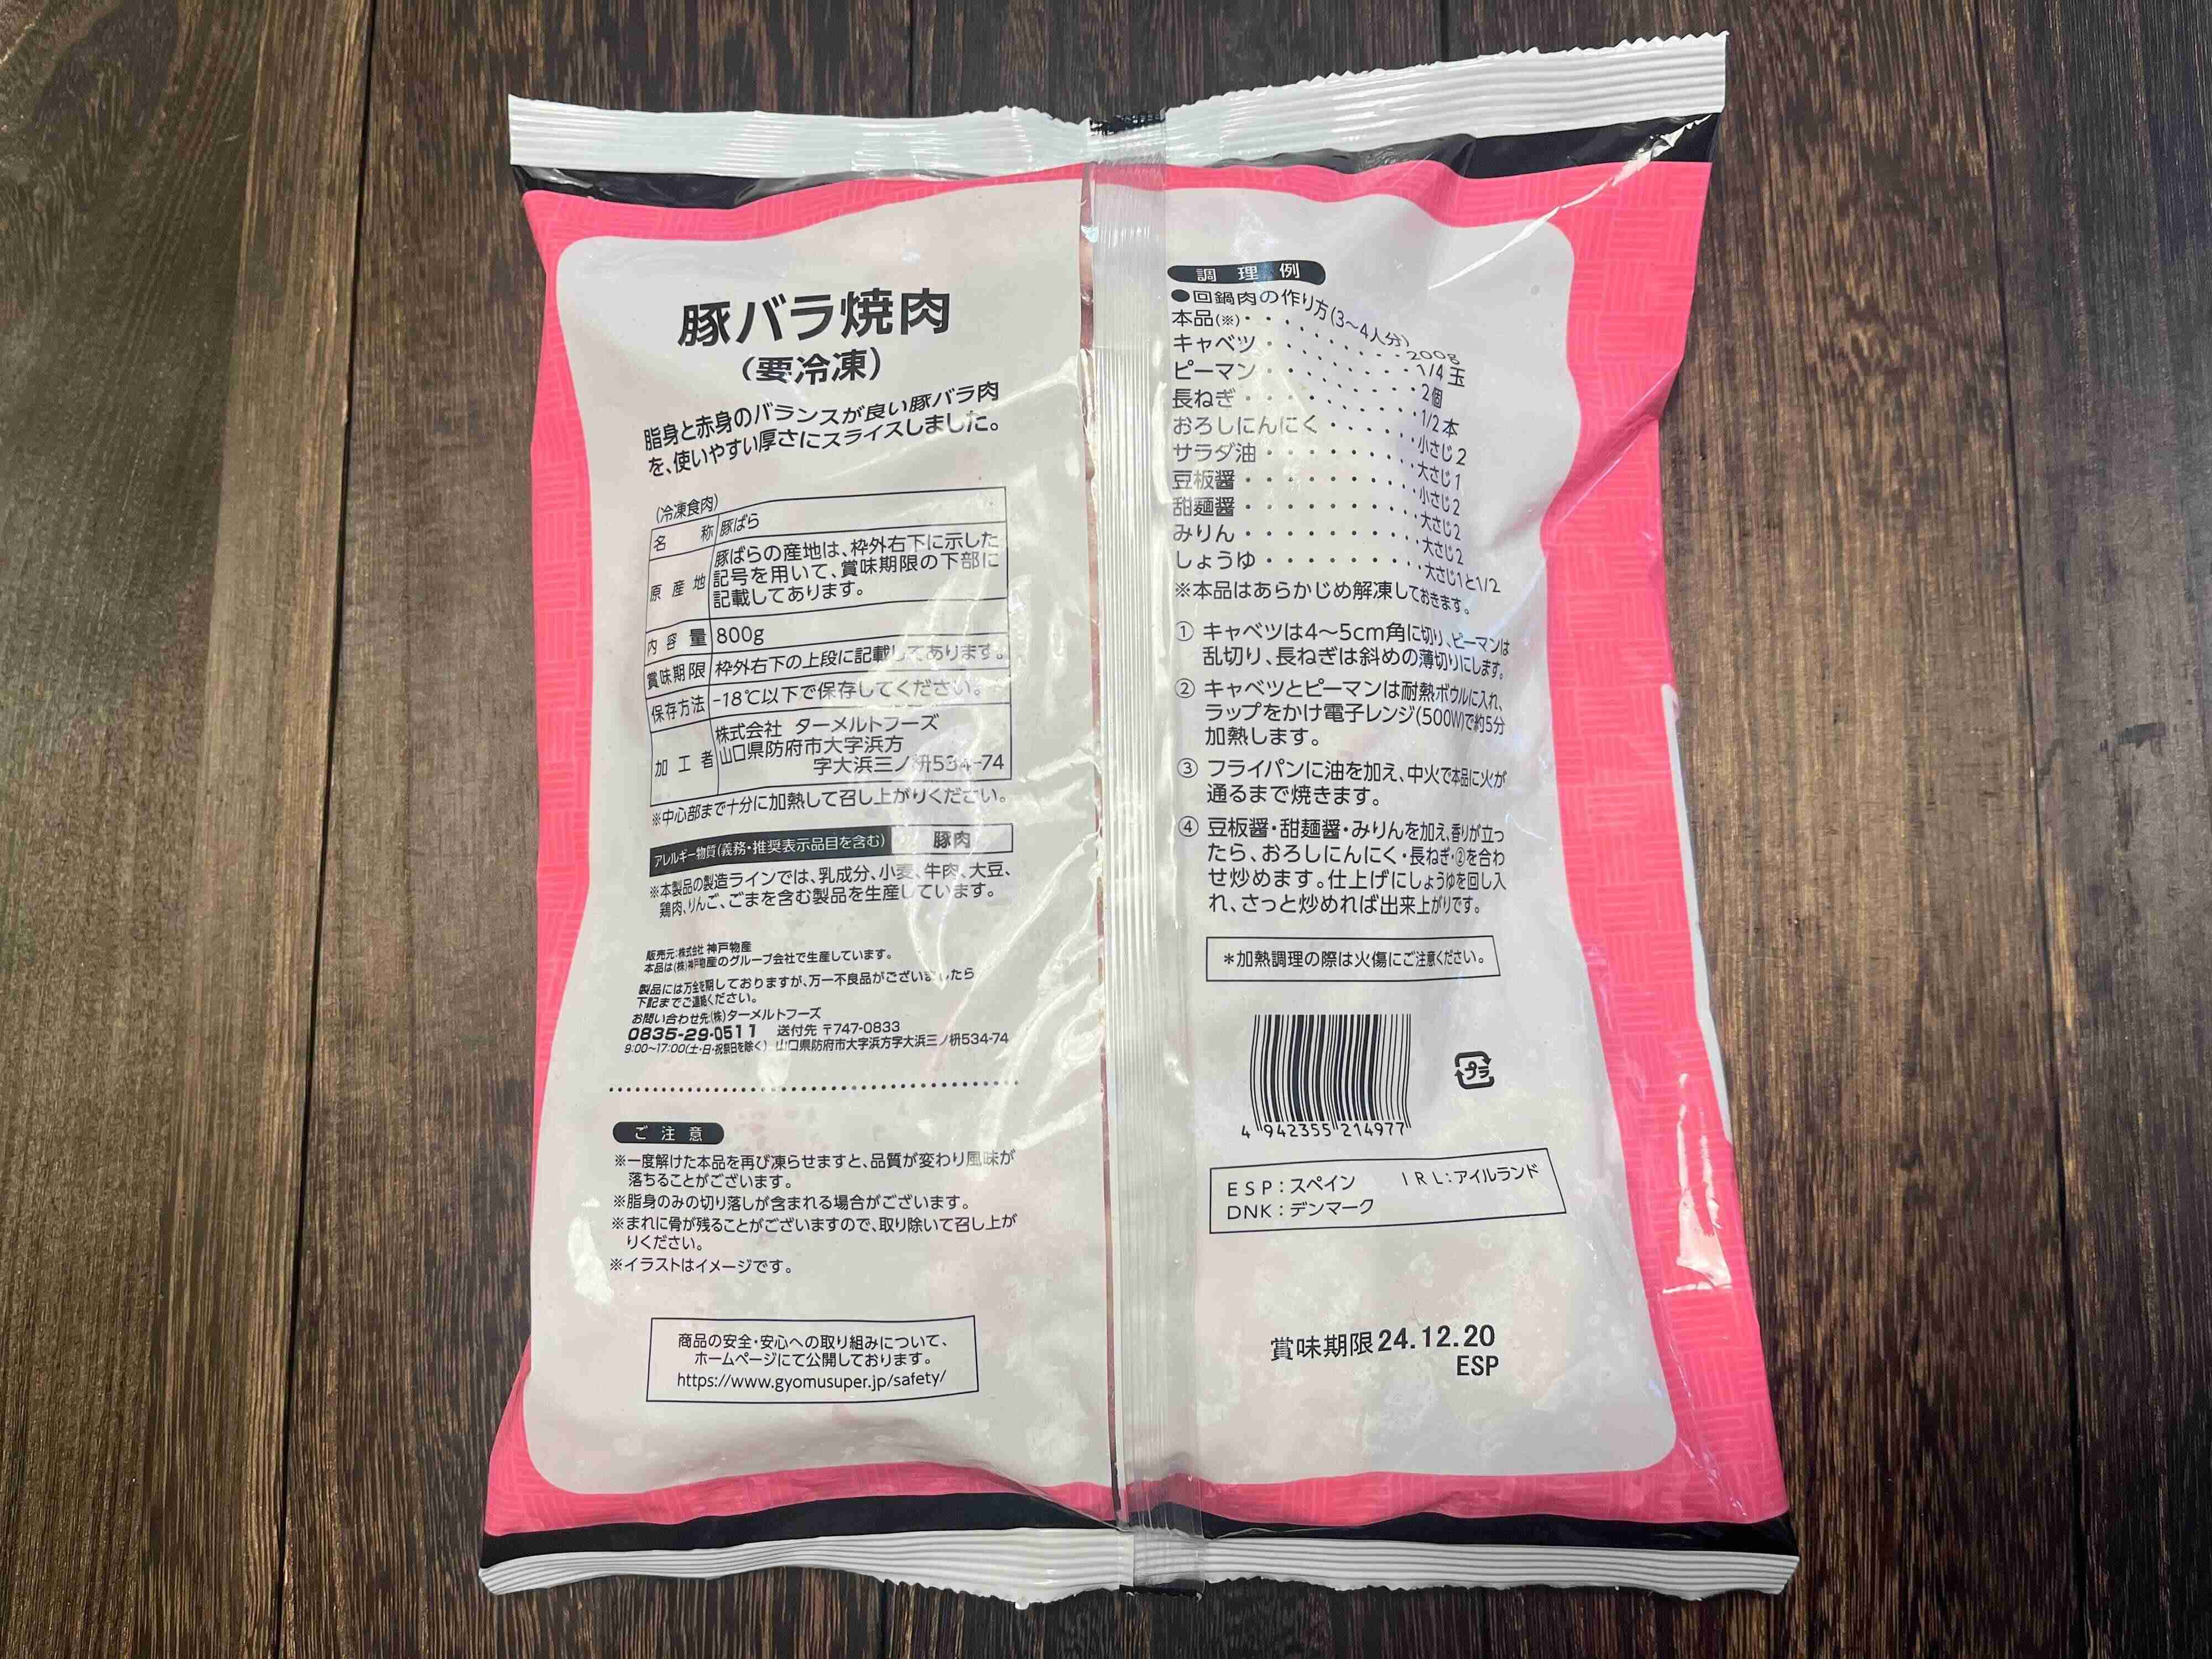 豚バラ焼肉
(要冷凍)
脂身と赤身のバランスが良い豚バラ肉
を、使いやすい厚さにスライスしました。
(冷凍食肉)
名称 豚ばら
原産地 豚ばらの産地は、枠外右下に示した
記号を用いて、賞味期限の下部に
記載してあります。
内容量 800g
賞味期限 枠外右下の上段に記載してあります。
保存方法 -18℃以下で保存してください。
加工者 株式会社 ターメルトフーズ
山口県防府市大字浜方
字大浜三ノ枡534-74
※中心部まで十分に加熱して召し上がりください。
アレルギー物質(義務・推奨表示品目を含む) 豚肉
※本製品の製造ラインでは、乳成分、小麦、牛肉、大豆、
鶏肉、りんご、ごまを含む製品を生産しています。
販売元:株式会社 神戸物産
本品は(株)神戸物産のグループ会社で生産しています。
製品には万全を期しておりますが、万一不良品がございましたら
下記までご連絡ください。
お問い合わせ先(株)ターメルトフーズ
0835-29-0511 送付先 〒747-0833
9:00~17:00(土・日・祝祭日を除く) 山口県防府市大字浜方字大浜三ノ枡534-74
ご注意
※一度解けた本品を再び凍らせますと、品質が変わり風味が
落ちることがございます。
※脂身のみの切り落しが含まれる場合がございます。
※まれに骨が残ることがございますので、取り除いて召し上が
りください。
※イラストはイメージです。
商品の安全・安心への取り組みについて、
ホームページにて公開しております。
https://www.gyomusuper.jp/safety/
調理例
●回鍋肉の作り方(3～4人分)
本品(※)・・・・・・・・・200g
キャベツ・・・・・・・・・1/4玉
ピーマン・・・・・・・・・2個
長ねぎ・・・・・・・・・1/2本
おろしにんにく・・・・・・小さじ2
サラダ油・・・・・・・・・大さじ1
豆板醤・・・・・・・・・小さじ2
甜麺醤・・・・・・・・・大さじ2
みりん・・・・・・・・・大さじ2
しょうゆ・・・・・・・・・大さじ1と1/2
※本品はあらかじめ解凍しておきます。
① キャベツは4～5cm角に切り、ピーマンは
乱切り、長ねぎは斜めの薄切りにします。
② キャベツとピーマンは耐熱ボウルに入れ、
ラップをかけ電子レンジ(500W)で約5分
加熱します。
③ フライパンに油を加え、中火で本品に火が
通るまで焼きます。
④ 豆板醤・甜麺醤・みりんを加え、香りが立っ
たら、おろしにんにく・長ねぎ・②を合わ
せ炒めます。仕上げにしょうゆを回し入
れ、さっと炒めれば出来上がりです。
＊加熱調理の際は火傷にご注意ください。
プラ
4 942355 214977
ESP:スペイン IRL:アイルランド
DNK:デンマーク
賞味期限24.12.20
ESP